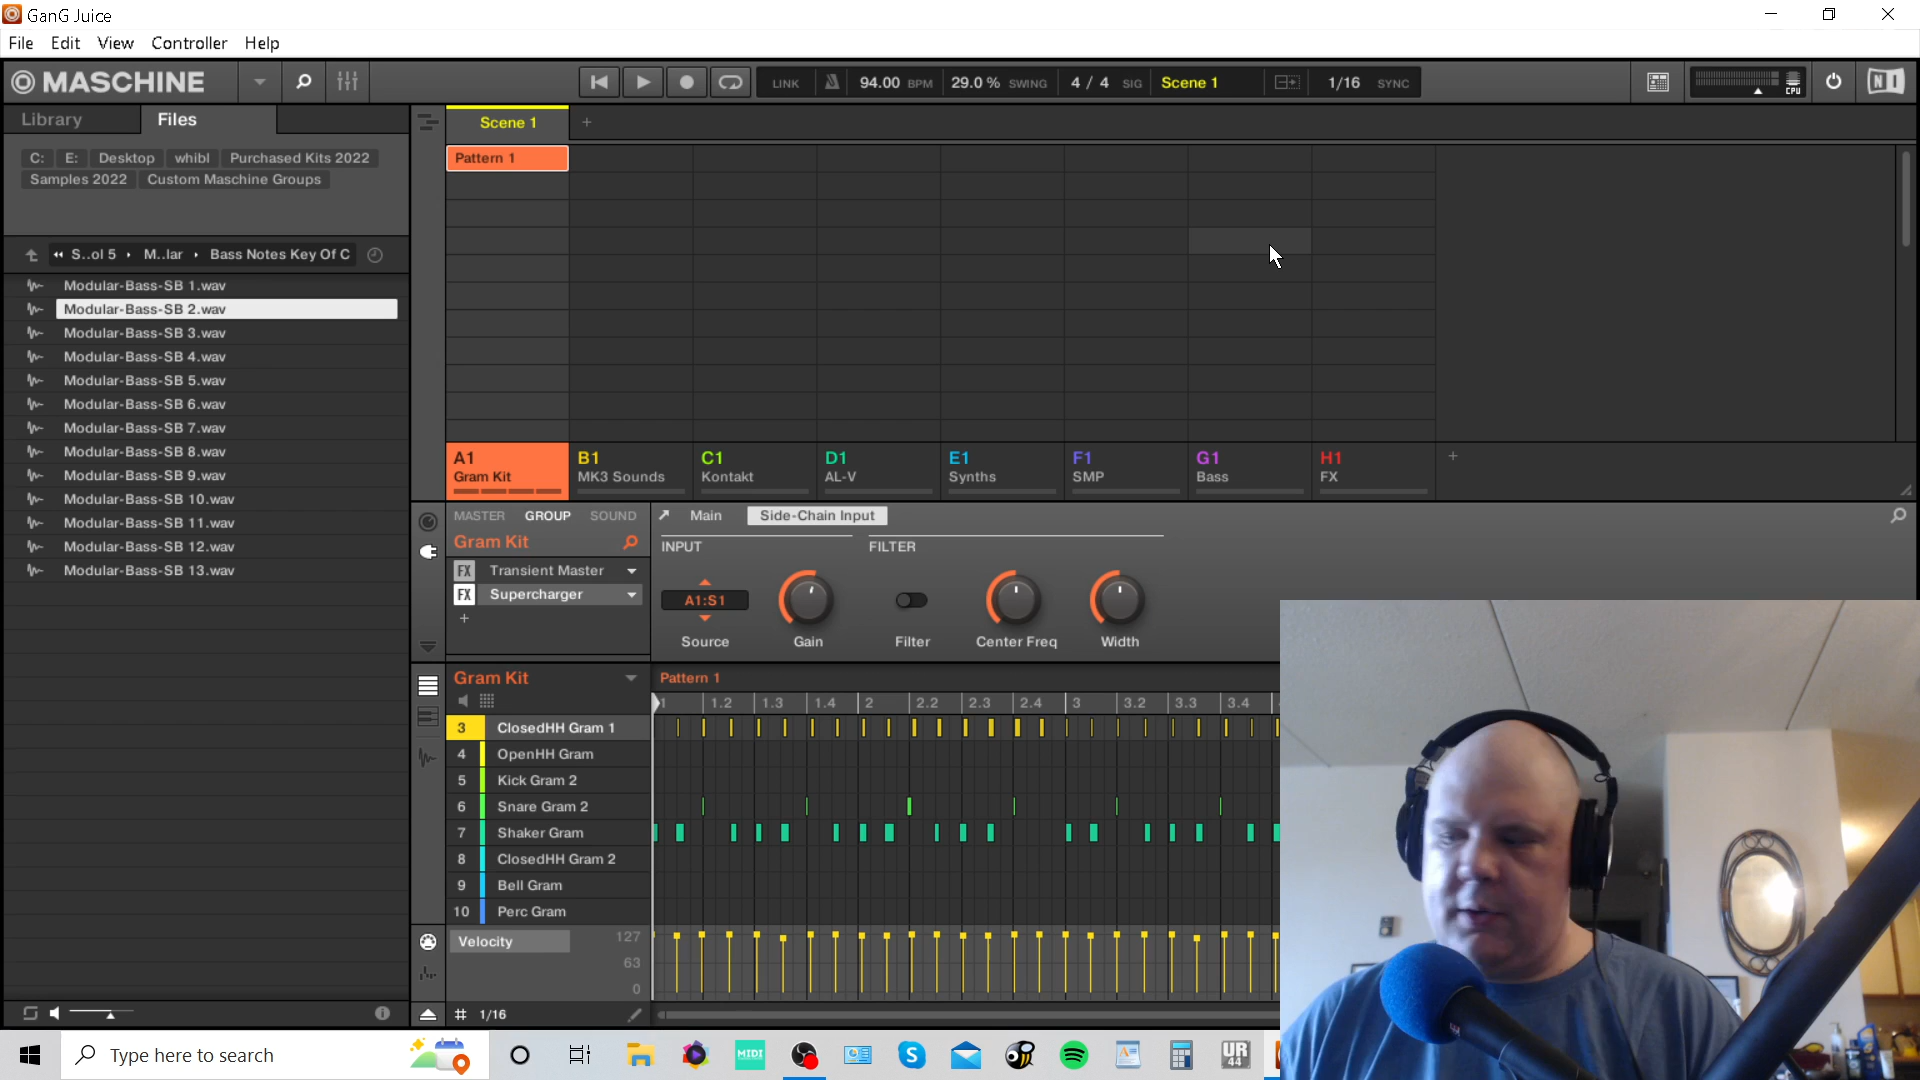 GanG Juice
File Edit View Controller Help
MASCHINE
LINK 94.00 BPM 29.0 % SWING 4 / 4 SIG Scene 1 1/16 SYNC
CPU
NI
Library Files
C: E: Desktop whibl Purchased Kits 2022
Samples 2022 Custom Maschine Groups
S..ol 5 M..lar Bass Notes Key Of C
Modular-Bass-SB 1.wav
Modular-Bass-SB 2.wav
Modular-Bass-SB 3.wav
Modular-Bass-SB 4.wav
Modular-Bass-SB 5.wav
Modular-Bass-SB 6.wav
Modular-Bass-SB 7.wav
Modular-Bass-SB 8.wav
Modular-Bass-SB 9.wav
Modular-Bass-SB 10.wav
Modular-Bass-SB 11.wav
Modular-Bass-SB 12.wav
Modular-Bass-SB 13.wav
Scene 1 +
Pattern 1
A1 B1 C1 D1 E1 F1 G1 H1 +
Gram Kit MK3 Sounds Kontakt AL-V Synths SMP Bass FX
MASTER GROUP SOUND
Gram Kit
FX Transient Master
FX Supercharger
+
Main Side-Chain Input
INPUT FILTER
A1:S1
Source Gain Filter Center Freq Width
Gram Kit
Pattern 1
1 1.2 1.3 1.4 2 2.2 2.3 2.4 3 3.2 3.3 3.4
3 ClosedHH Gram 1
4 OpenHH Gram
5 Kick Gram 2
6 Snare Gram 2
7 Shaker Gram
8 ClosedHH Gram 2
9 Bell Gram
10 Perc Gram
Velocity 127
63
0
1/16
Type here to search
MIDI
UR
44